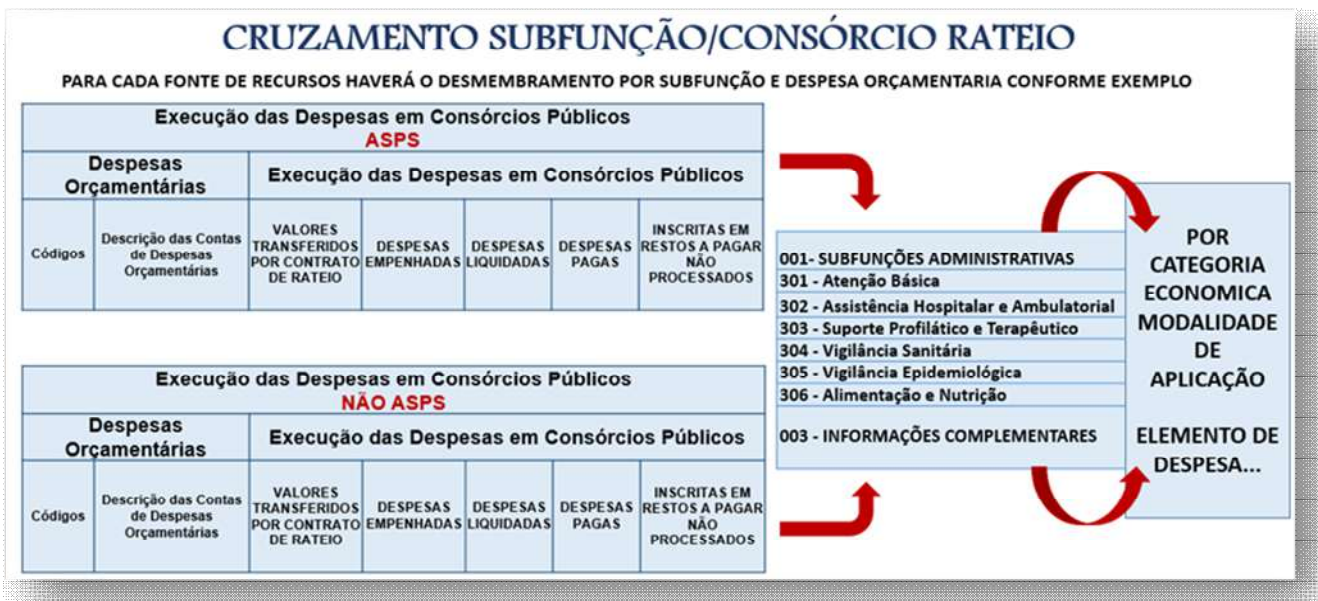 CRUZAMENTO SUBFUNÇÃO/CONSÓRCIO RATEIO
PARA CADA FONTE DE RECURSOS HAVERÁ O DESMEMBRAMENTO POR SUBFUNÇÃO E DESPESA ORÇAMENTARIA CONFORME EXEMPLO
Execução das Despesas em Consórcios Públicos
ASPS
Despesas
Orçamentárias
Execução das Despesas em Consórcios Públicos
Códigos
Descrição das Contas
de Despesas
Orçamentárias
VALORES
TRANSFERIDOS
POR CONTRATO
DE RATEIO
DESPESAS
EMPENHADAS
DESPESAS
LIQUIDADAS
DESPESAS
PAGAS
INSCRITAS EM
RESTOS A PAGAR
NÃO
PROCESSADOS
Execução das Despesas em Consórcios Públicos
NÃO ASPS
Despesas
Orçamentárias
Execução das Despesas em Consórcios Públicos
Códigos
Descrição das Contas
de Despesas
Orçamentárias
VALORES
TRANSFERIDOS
POR CONTRATO
DE RATEIO
DESPESAS
EMPENHADAS
DESPESAS
LIQUIDADAS
DESPESAS
PAGAS
INSCRITAS EM
RESTOS A PAGAR
NÃO
PROCESSADOS
001- SUBFUNÇÕES ADMINISTRATIVAS
301 - Atenção Básica
302 - Assistência Hospitalar e Ambulatorial
303 - Suporte Profilático e Terapêutico
304 - Vigilância Sanitária
305 - Vigilância Epidemiológica
306 - Alimentação e Nutrição
003 - INFORMAÇÕES COMPLEMENTARES
POR
CATEGORIA
ECONOMICA
MODALIDADE
DE
APLICAÇÃO
ELEMENTO DE
DESPESA...